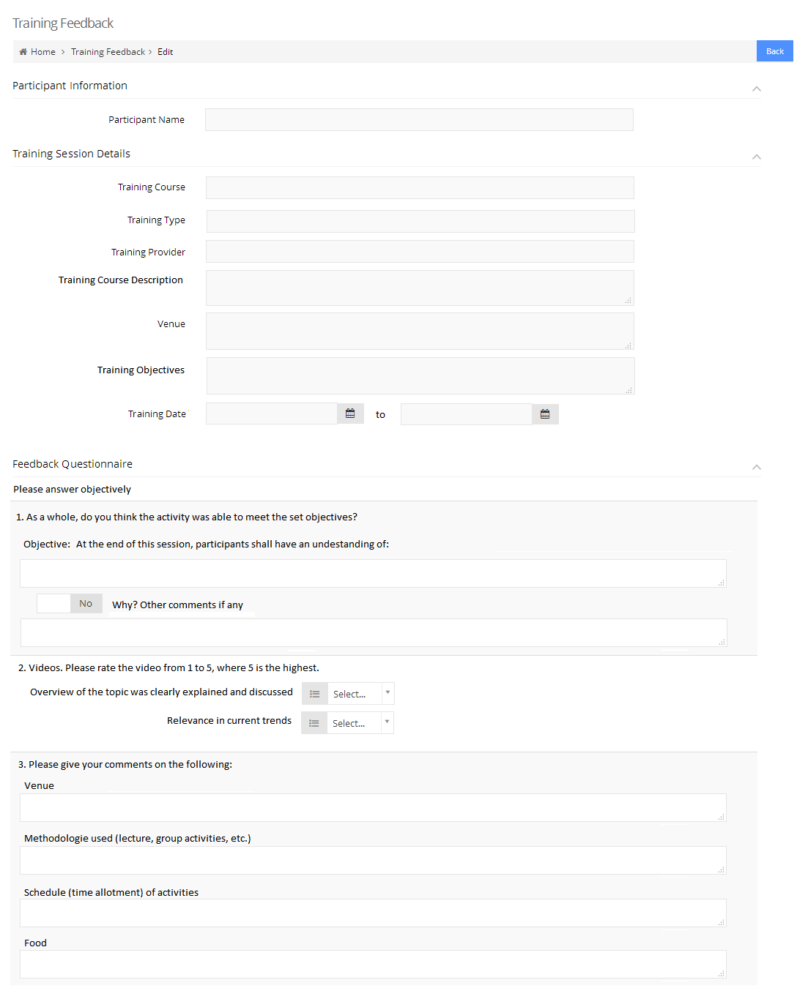 Training Feedback
Home > Training Feedback > Edit
Back
Participant Information
Participant Name
Training Session Details
Training Course
Training Type
Training Provider
Training Course Description
Venue
Training Objectives
Training Date to
Feedback Questionnaire
Please answer objectively
1. As a whole, do you think the activity was able to meet the set objectives?
Objective: At the end of this session, participants shall have an undestanding of:
No Why? Other comments if any
2. Videos. Please rate the video from 1 to 5, where 5 is the highest.
Overview of the topic was clearly explained and discussed Select...
Relevance in current trends Select...
3. Please give your comments on the following:
Venue
Methodologie used (lecture, group activities, etc.)
Schedule (time allotment) of activities
Food